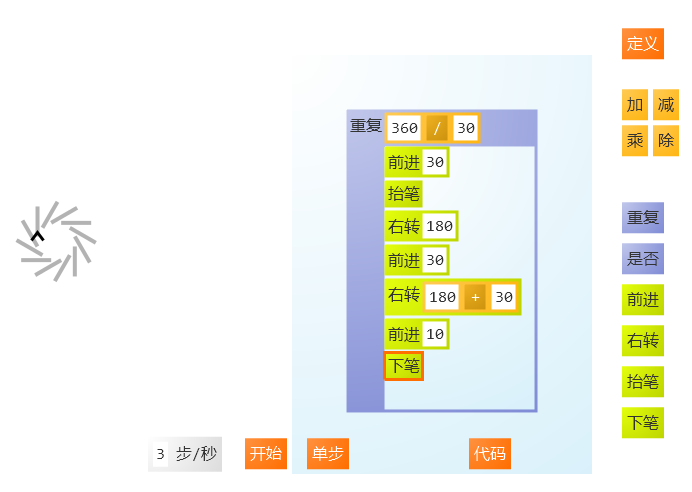 定义
加 减
乘 除
重复 360 / 30
前进 30
抬笔
右转 180
前进 30
右转 180 + 30
前进 10
下笔
重复
是否
前进
右转
抬笔
下笔
3 步/秒 开始 单步 代码